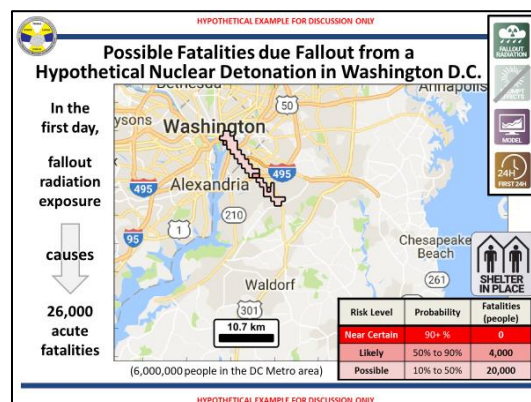 HYPOTHETICAL EXAMPLE FOR DISCUSSION ONLY
Possible Fatalities due Fallout from a
Hypothetical Nuclear Detonation in Washington D.C.
FALLOUT
RADIATION
EFFECTS
MODEL
24H
FIRST 24H
In the
first day,
fallout
radiation
exposure
causes
26,000
acute
fatalities
Bethesda
Annapolis
50
ysons
Washington
495
495
Alexandria
210
95
1
Chesapeake
Beach
261
Waldorf
301
10.7 km
SHELTER
IN PLACE
Risk Level Probability Fatalities
(people)
Near Certain 90+ % 0
Likely 50% to 90% 4,000
Possible 10% to 50% 20,000
(6,000,000 people in the DC Metro area)
HYPOTHETICAL EXAMPLE FOR DISCUSSION ONLY